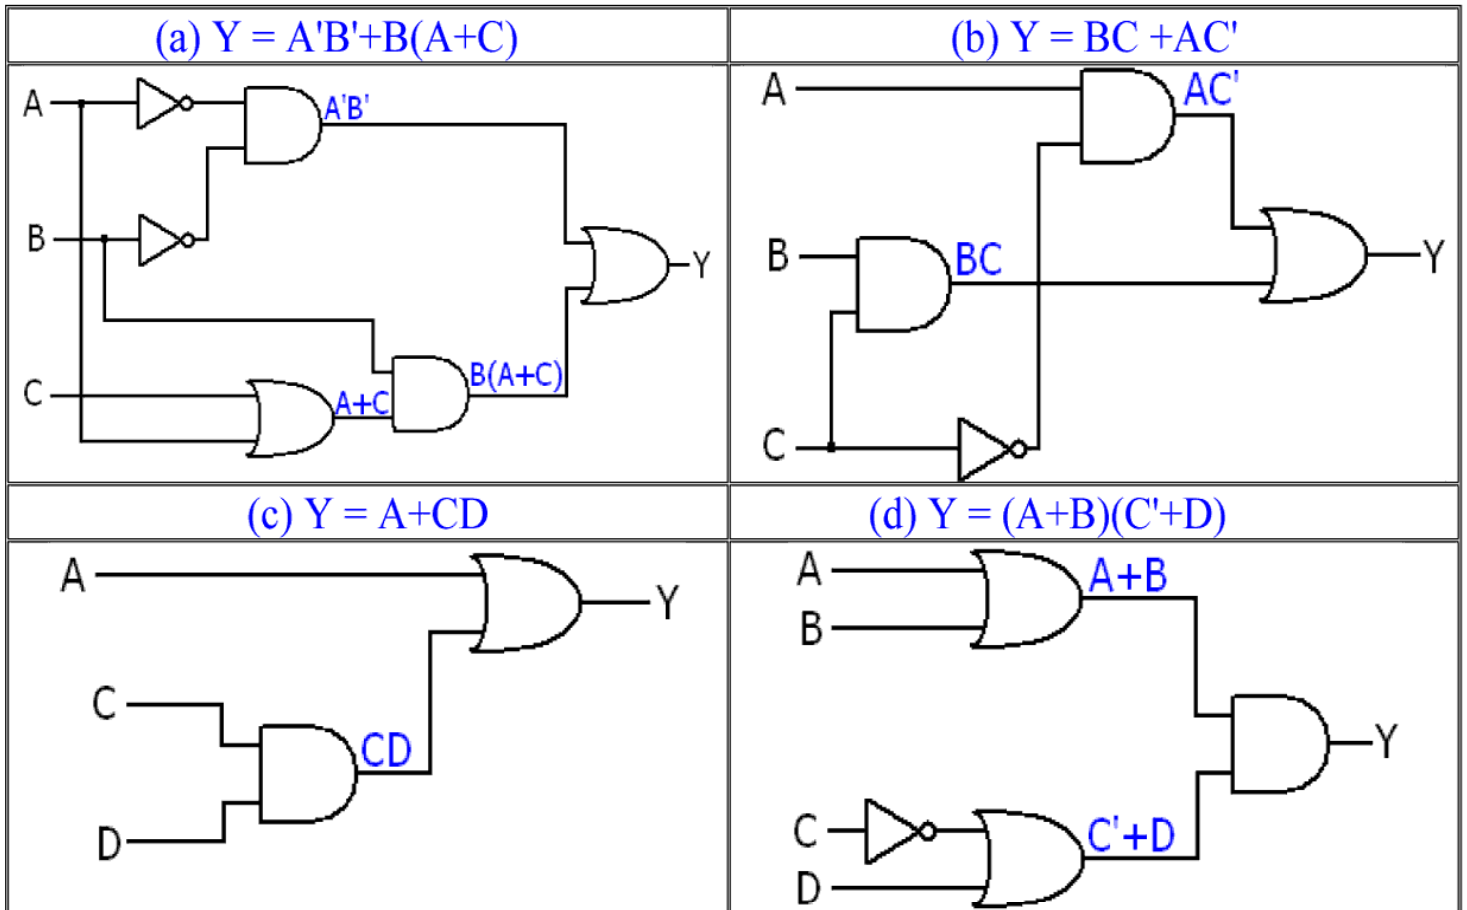 (a) Y = A'B'+B(A+C)
A
A'B'
B
Y
C
A+C
B(A+C)
(b) Y = BC +AC'
A
AC'
B
BC
Y
C
(c) Y = A+CD
A
Y
C
CD
D
(d) Y = (A+B)(C'+D)
A
A+B
B
Y
C
C'+D
D